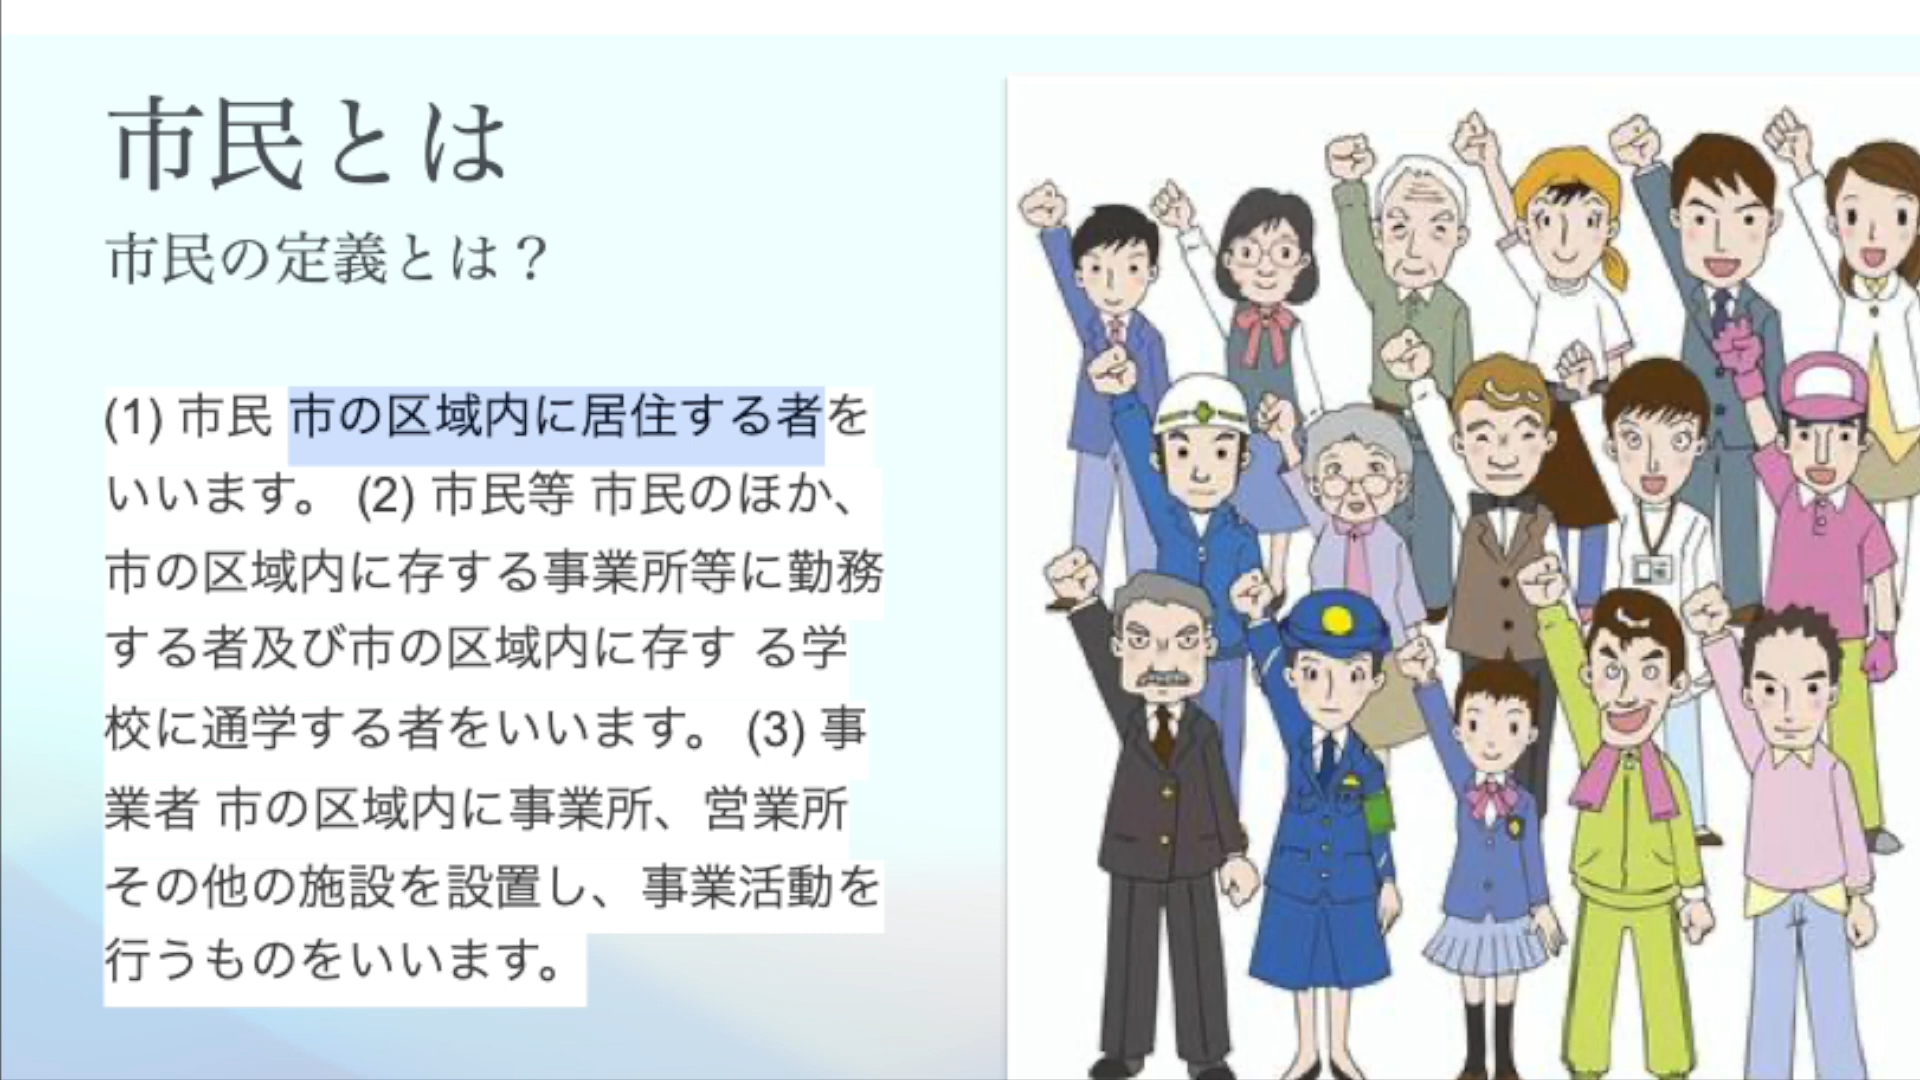 市民とは
市民の定義とは？
(1) 市民 市の区域内に居住する者を
いいます。 (2) 市民等 市民のほか、
市の区域内に存する事業所等に勤務
する者及び市の区域内に存す る学
校に通学する者をいいます。 (3) 事
業者 市の区域内に事業所、営業所
その他の施設を設置し、事業活動を
行うものをいいます。